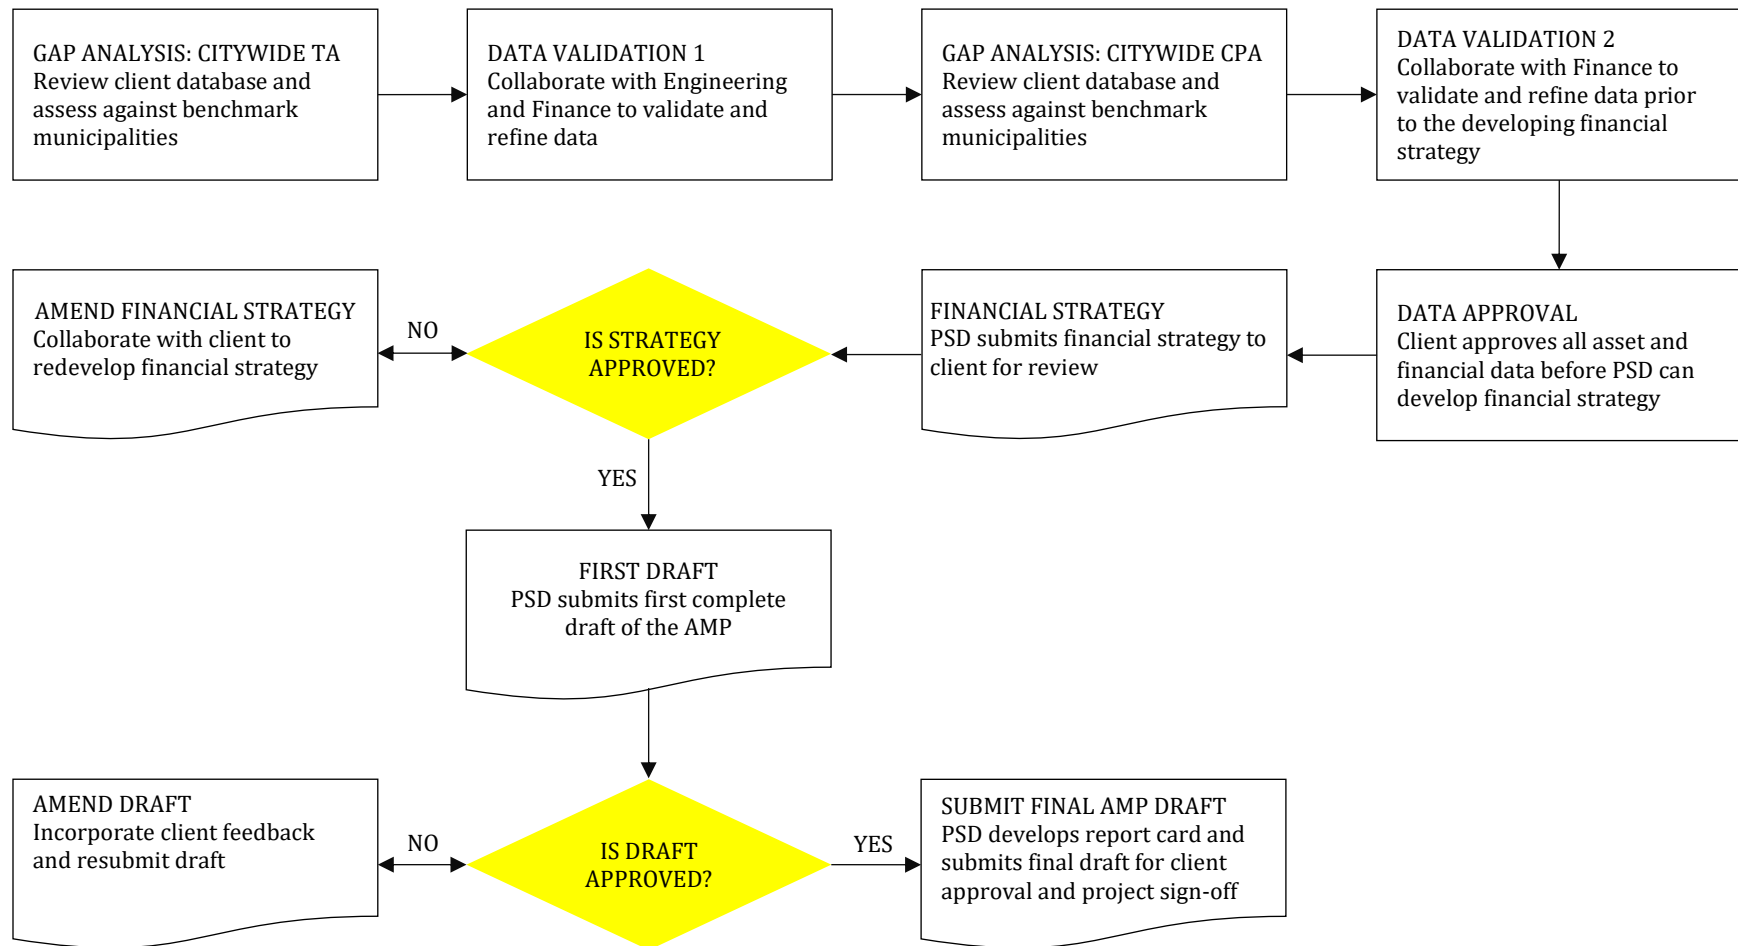 GAP ANALYSIS: CITYWIDE TA
Review client database and
assess against benchmark
municipalities
DATA VALIDATION 1
Collaborate with Engineering
and Finance to validate and
refine data
GAP ANALYSIS: CITYWIDE CPA
Review client database and
assess against benchmark
municipalities
DATA VALIDATION 2
Collaborate with Finance to
validate and refine data prior
to the developing financial
strategy
DATA APPROVAL
Client approves all asset and
financial data before PSD can
develop financial strategy
FINANCIAL STRATEGY
PSD submits financial strategy to
client for review
IS STRATEGY
APPROVED?
NO
AMEND FINANCIAL STRATEGY
Collaborate with client to
redevelop financial strategy
YES
FIRST DRAFT
PSD submits first complete
draft of the AMP
IS DRAFT
APPROVED?
NO
AMEND DRAFT
Incorporate client feedback
and resubmit draft
YES
SUBMIT FINAL AMP DRAFT
PSD develops report card and
submits final draft for client
approval and project sign-off